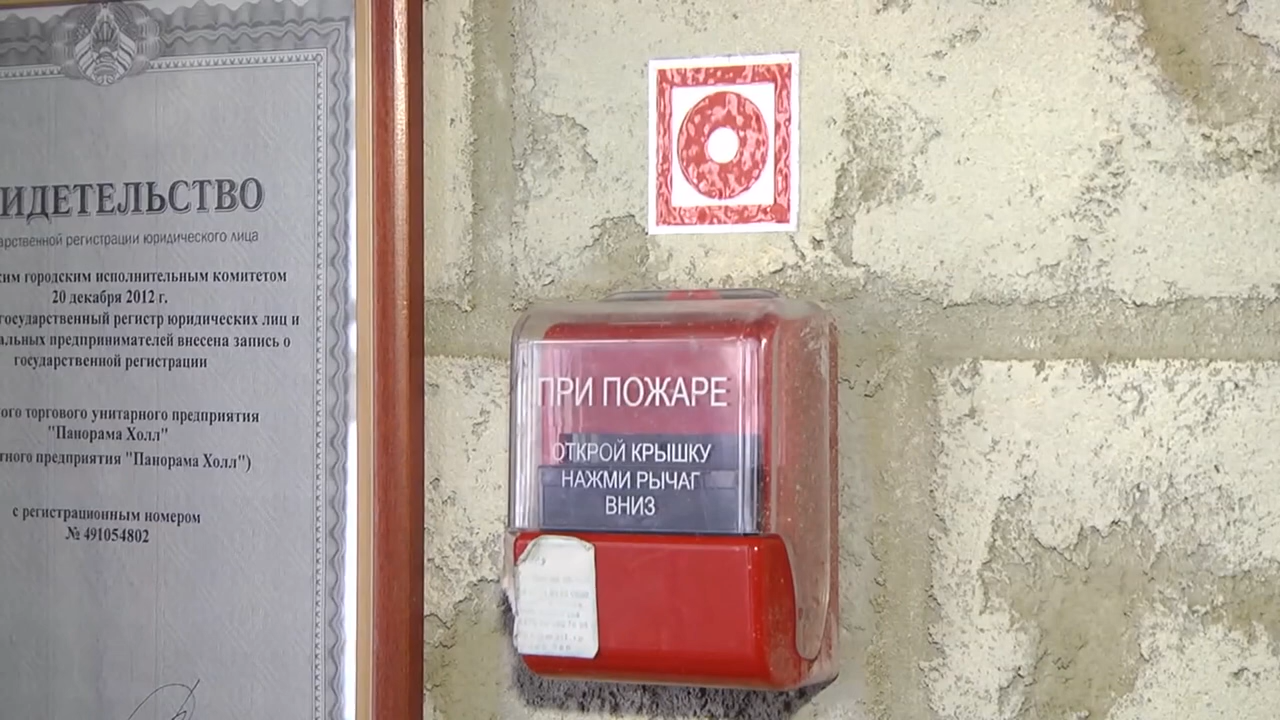 ИДЕТЕЛЬСТВО
арственной регистрации юридического лица
ким городским исполнительным комитетом
20 декабря 2012 г.
государственный регистр юридических лиц и
альных предпринимателей внесена запись о
государственной регистрации
ого торгового унитарного предприятия
"Панорама Холл"
тного предприятия "Панорама Холл")
с регистрационным номером
№ 491054802
ПРИ ПОЖАРЕ
ОТКРОЙ КРЫШКУ
НАЖМИ РЫЧАГ
ВНИЗ